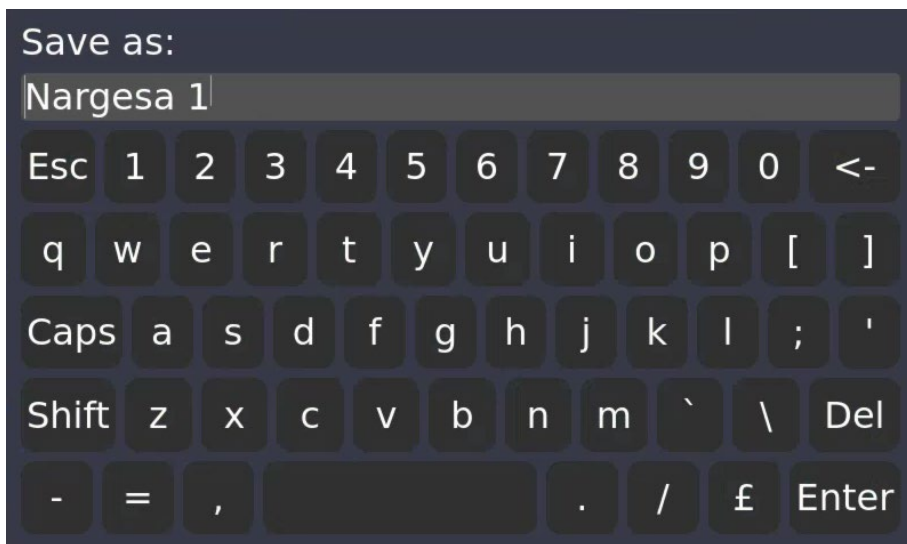 Save as:
Nargesa 1
Esc 1 2 3 4 5 6 7 8 9 0 <-
q w e r t y u i o p [ ]
Caps a s d f g h j k l ; '
Shift z x c v b n m ` \ Del
- = , . / £ Enter